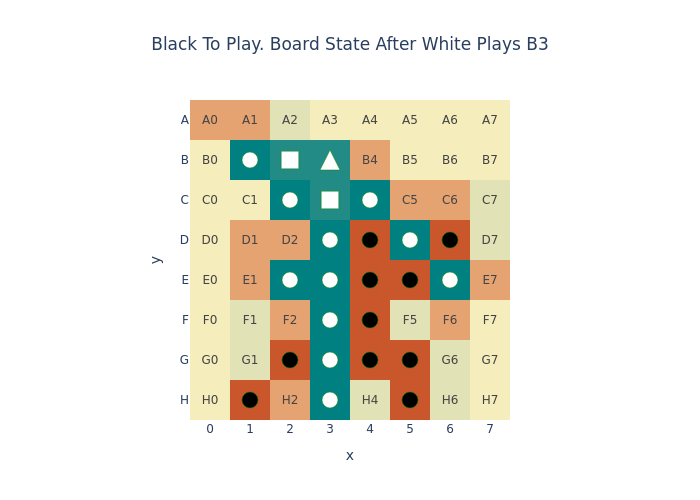 Black To Play. Board State After White Plays B3
A A0 A1 A2 A3 A4 A5 A6 A7
B B0 B4 B5 B6 B7
C C0 C1 C5 C6 C7
D D0 D1 D2 D7
E E0 E1 E7
F F0 F1 F2 F5 F6 F7
G G0 G1 G6 G7
H H0 H2 H4 H6 H7
0 1 2 3 4 5 6 7
x
y